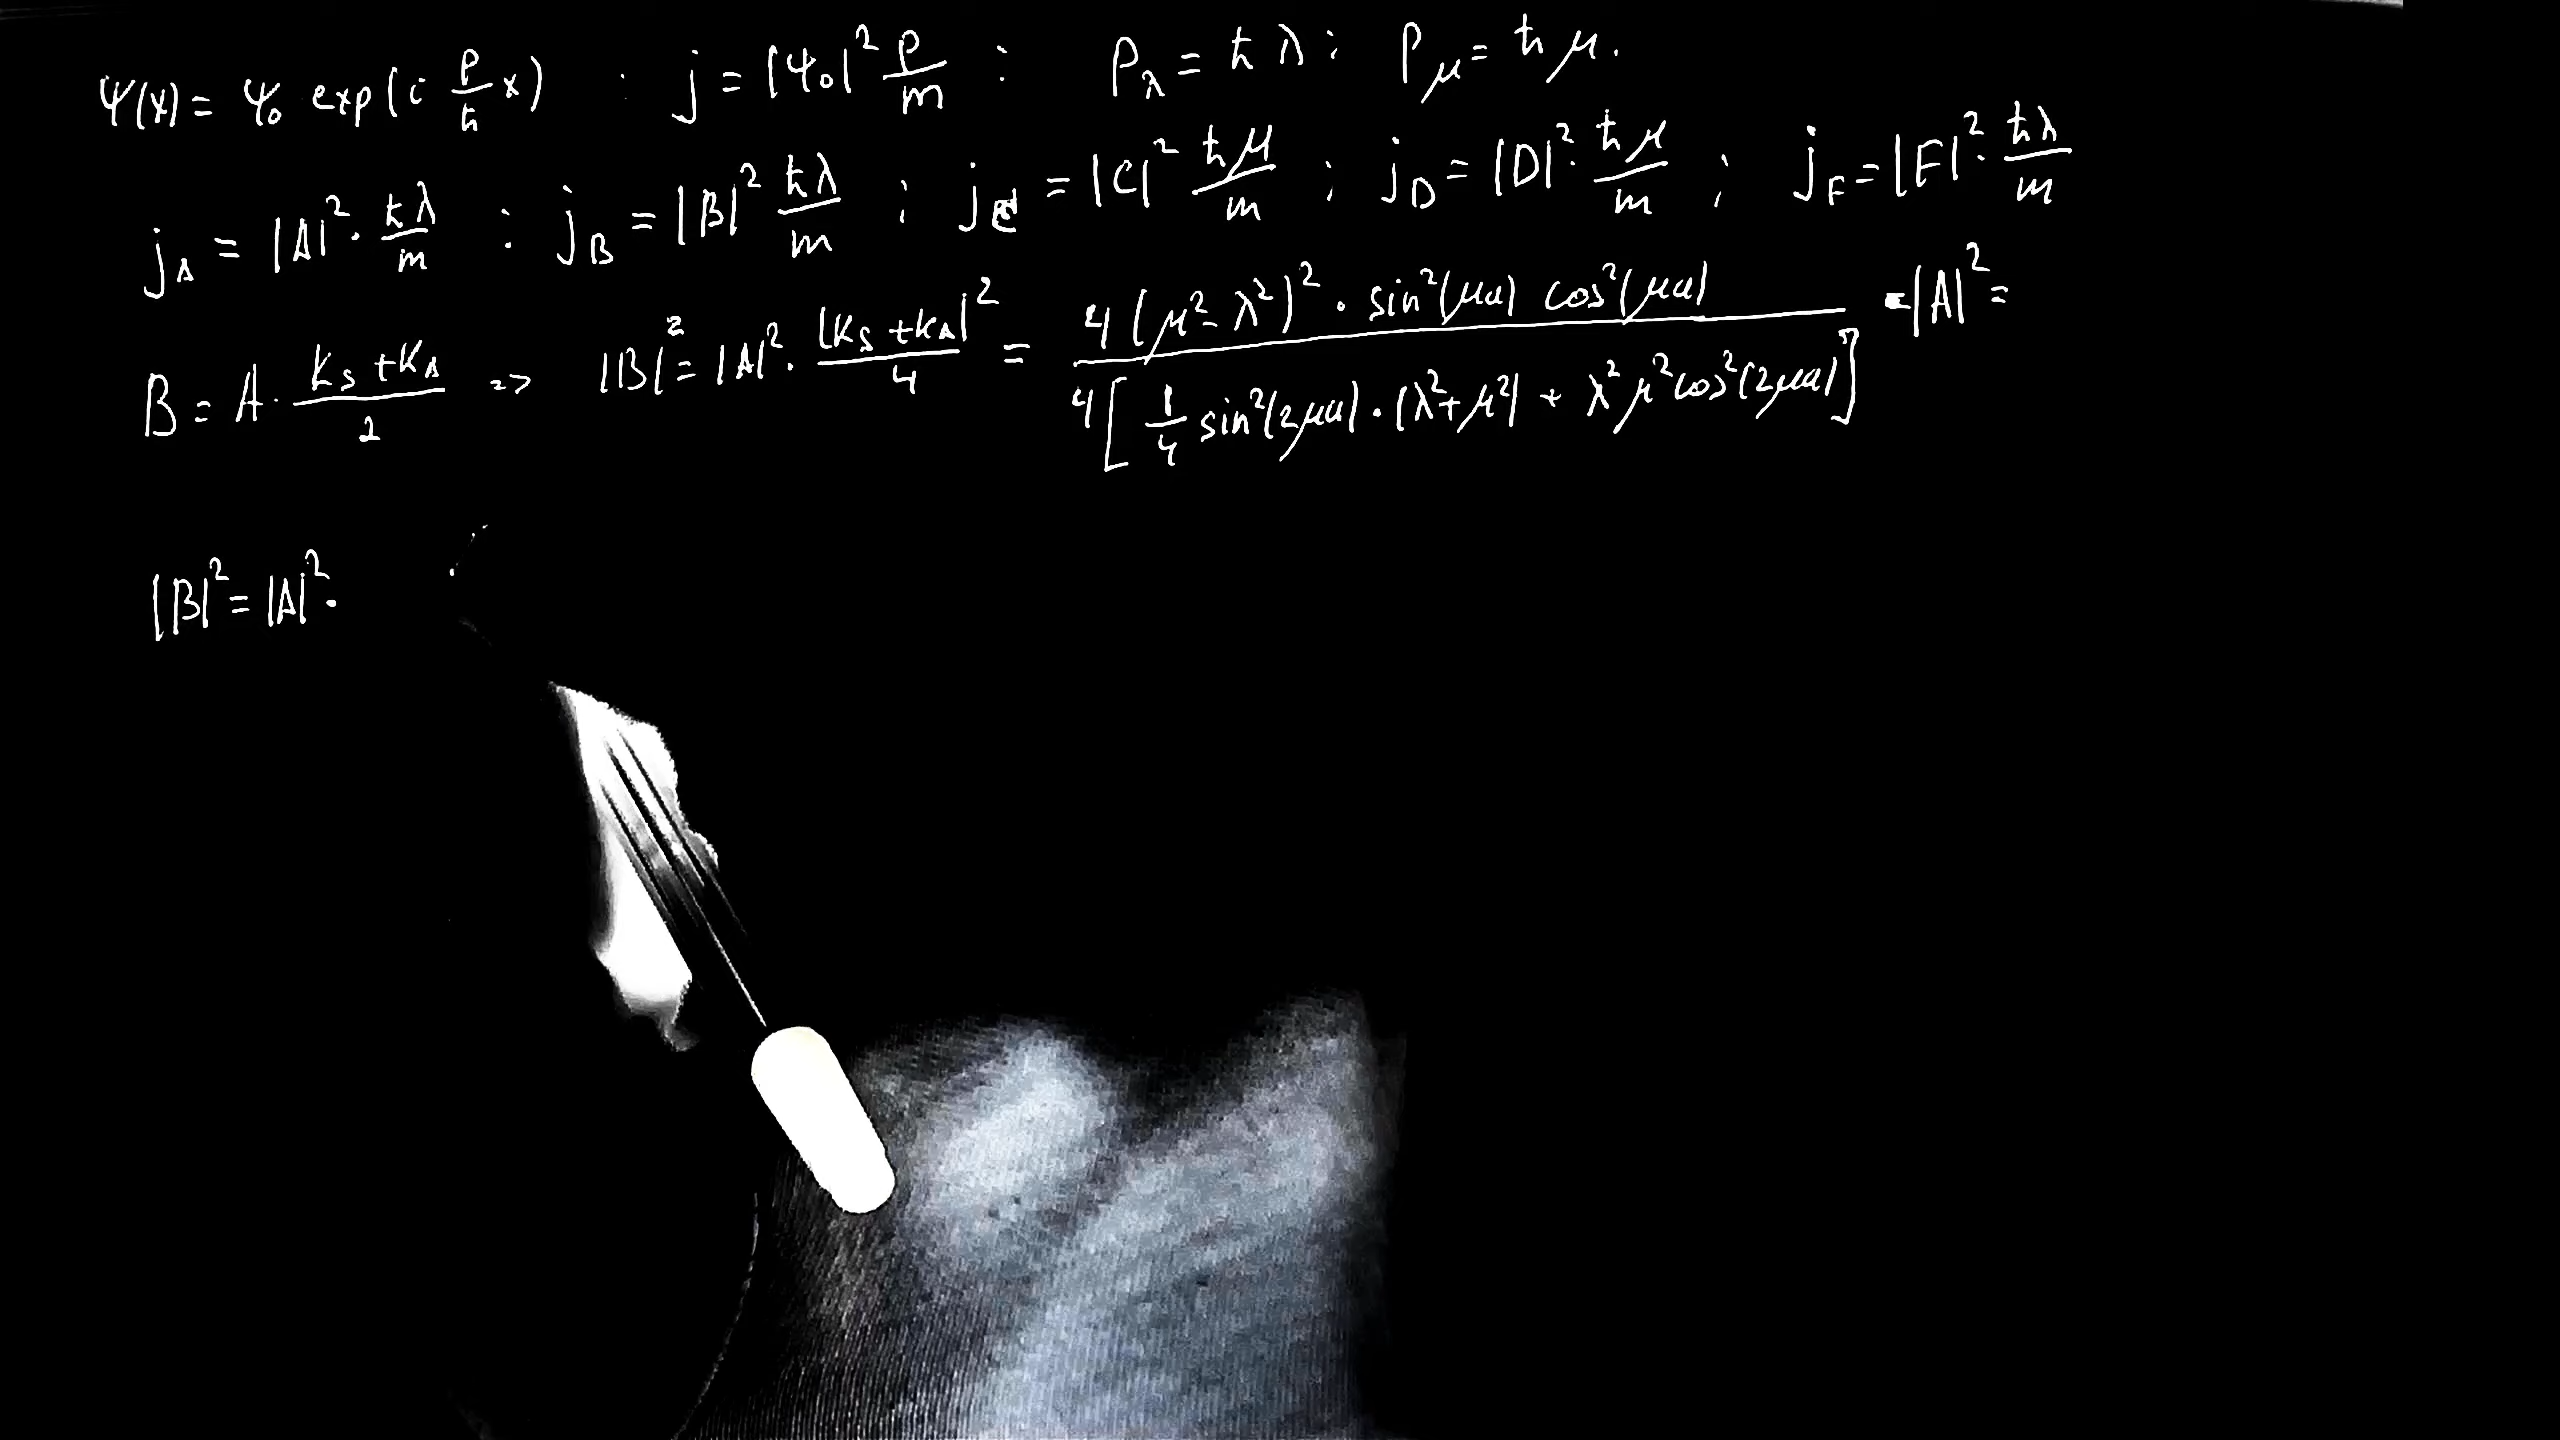 Ψ(x) = Ψ₀ exp(i p/ħ x) ; j = |Ψ₀|² p/m ; P_λ = ħλ ; P_μ = ħμ.
j_A = |A|² · ħλ/m ; j_B = |B|² ħλ/m ; j_C = |C|² ħμ/m ; j_D = |D|² · ħμ/m ; j_F = |F|² · ħλ/m
B = A · (K_S + K_A)/2 => |B|² = |A|² · |K_S + K_A|²/4 = 4(μ² - λ²)² · sin²(μa) cos²(μa) / 4[1/4 sin²(2μa) · (λ² + μ²) + λ²μ² cos²(2μa)] · |A|² =
|B|² = |A|² ·